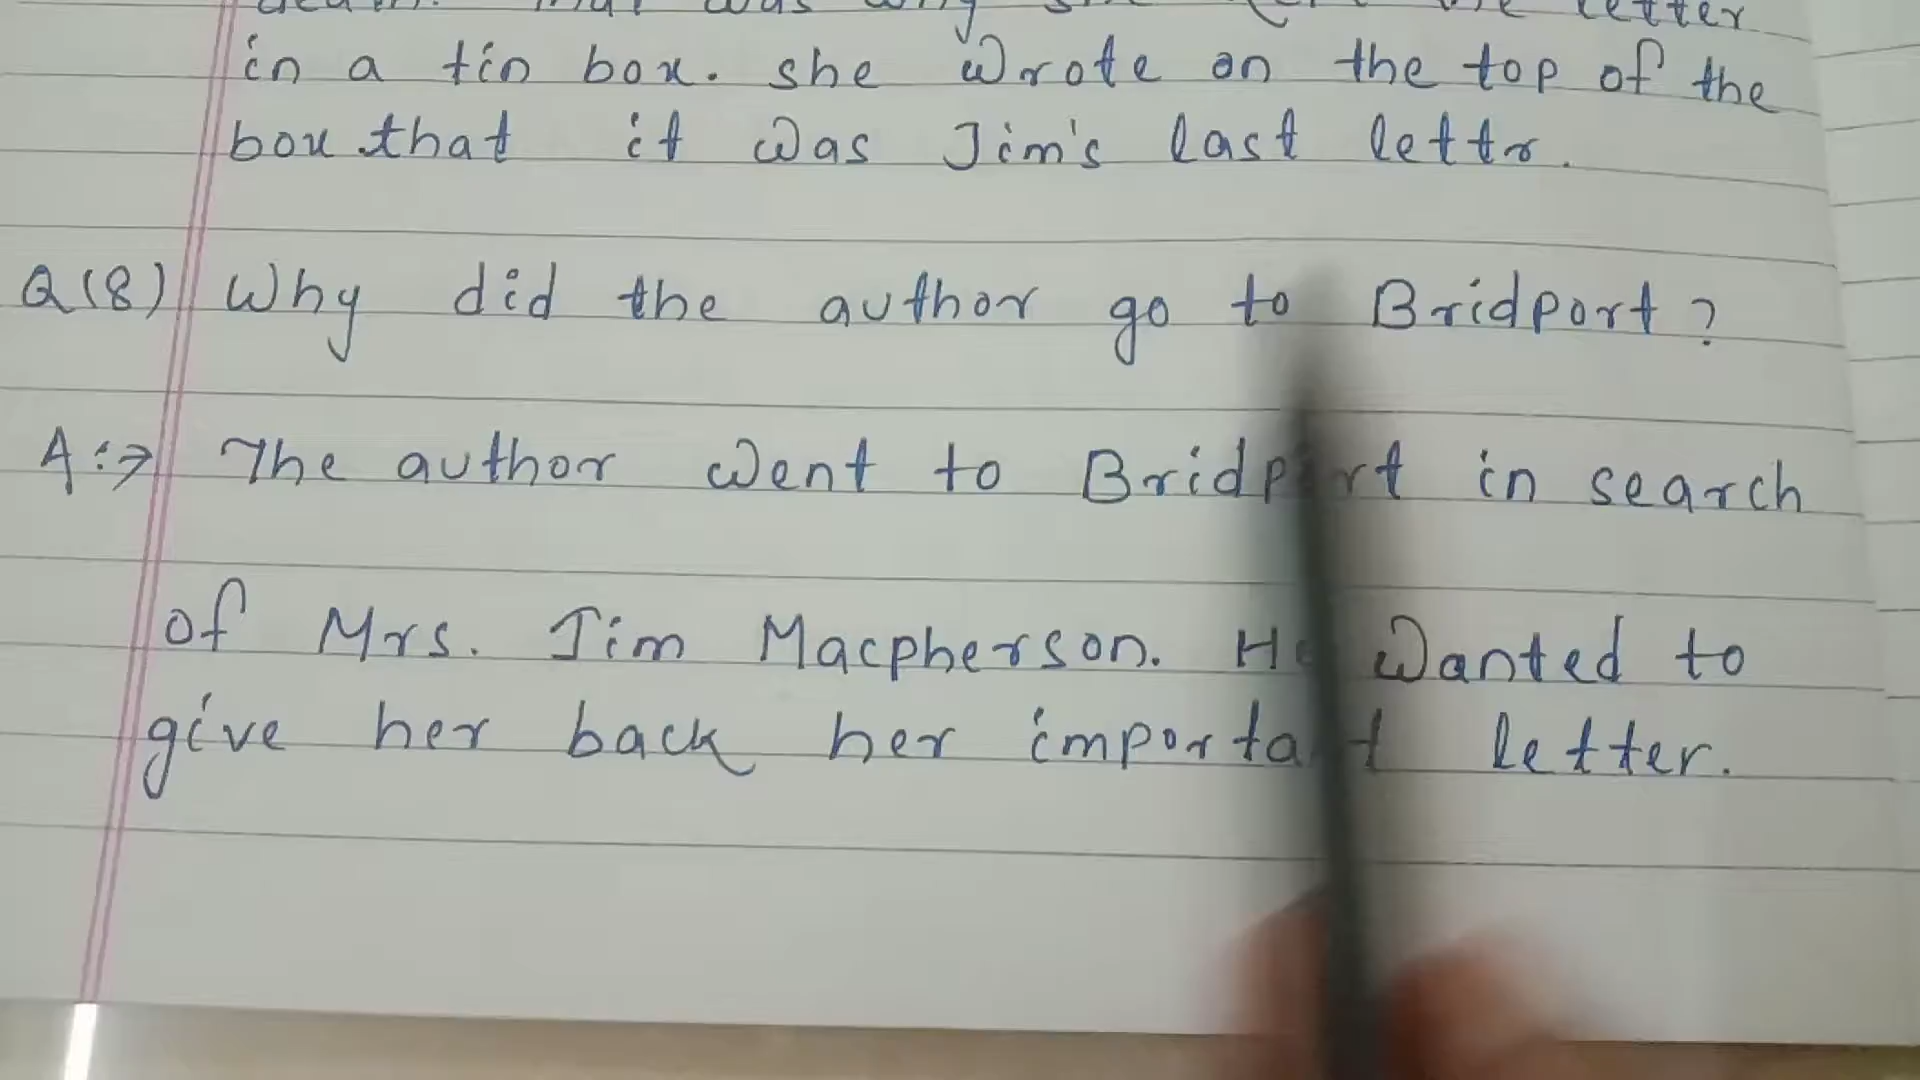 letter
in a tin box. she Wrote on the top of the
box that it was Jim's last lettr.
Q(8) Why did the author go to Bridport?
A:→ The author went to Bridport in search
of Mrs. Jim Macpherson. He Wanted to
give her back her important letter.